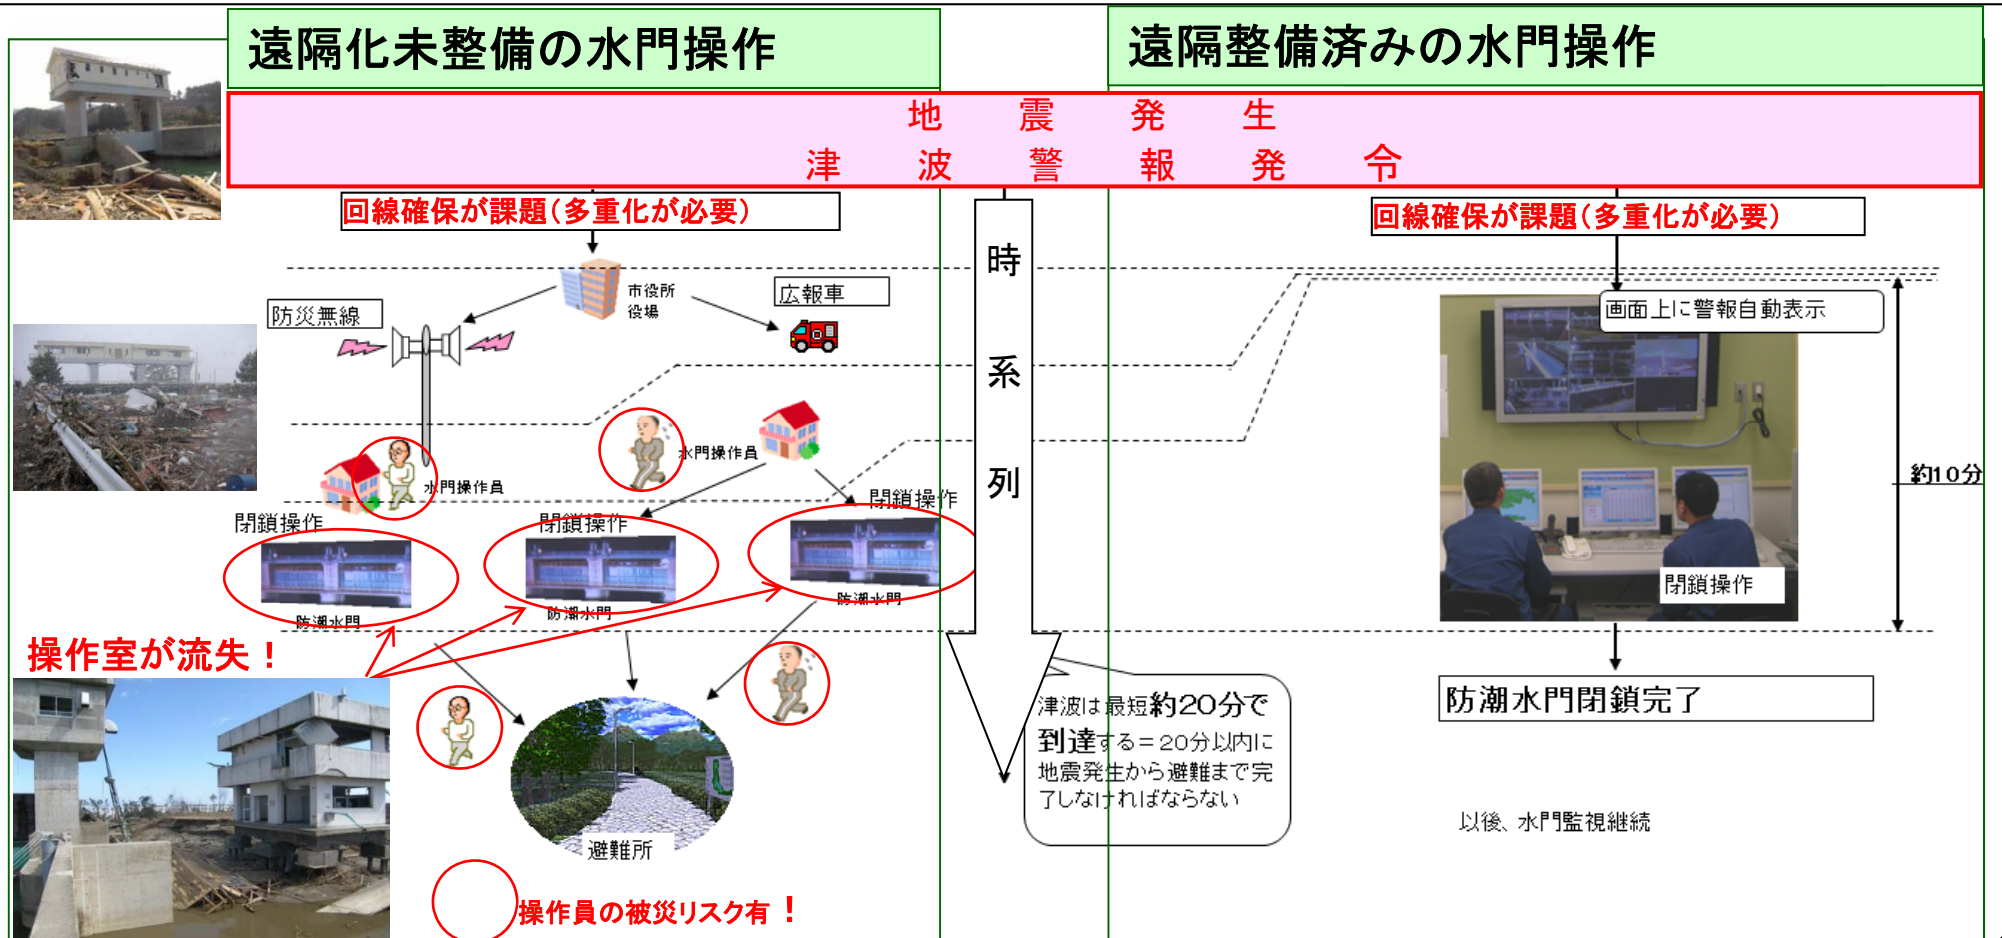 遠隔化未整備の水門操作
遠隔整備済みの水門操作
地震発生
津波警報発令
回線確保が課題(多重化が必要)
回線確保が課題(多重化が必要)
時系列
市役所
役場
防災無線
広報車
画面上に警報自動表示
水門操作員
水門操作員
約10分
閉鎖操作
閉鎖操作
閉鎖操作
防潮水門
防潮水門
防潮水門
閉鎖操作
操作室が流失!
防潮水門閉鎖完了
津波は最短約20分で
到達する=20分以内に
地震発生から避難まで完
了しなければならない
以後、水門監視継続
避難所
操作員の被災リスク有!